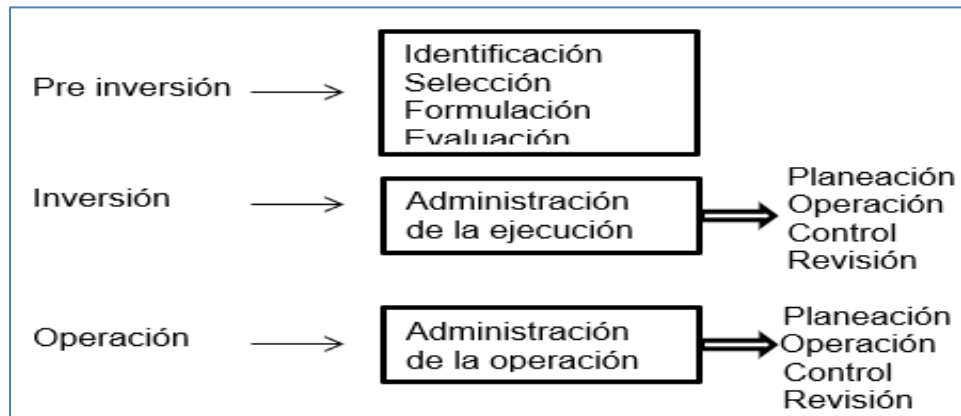 Pre inversión
Identificación
Selección
Formulación
Evaluación
Inversión
Administración
de la ejecución
Planeación
Operación
Control
Revisión
Operación
Administración
de la operación
Planeación
Operación
Control
Revisión